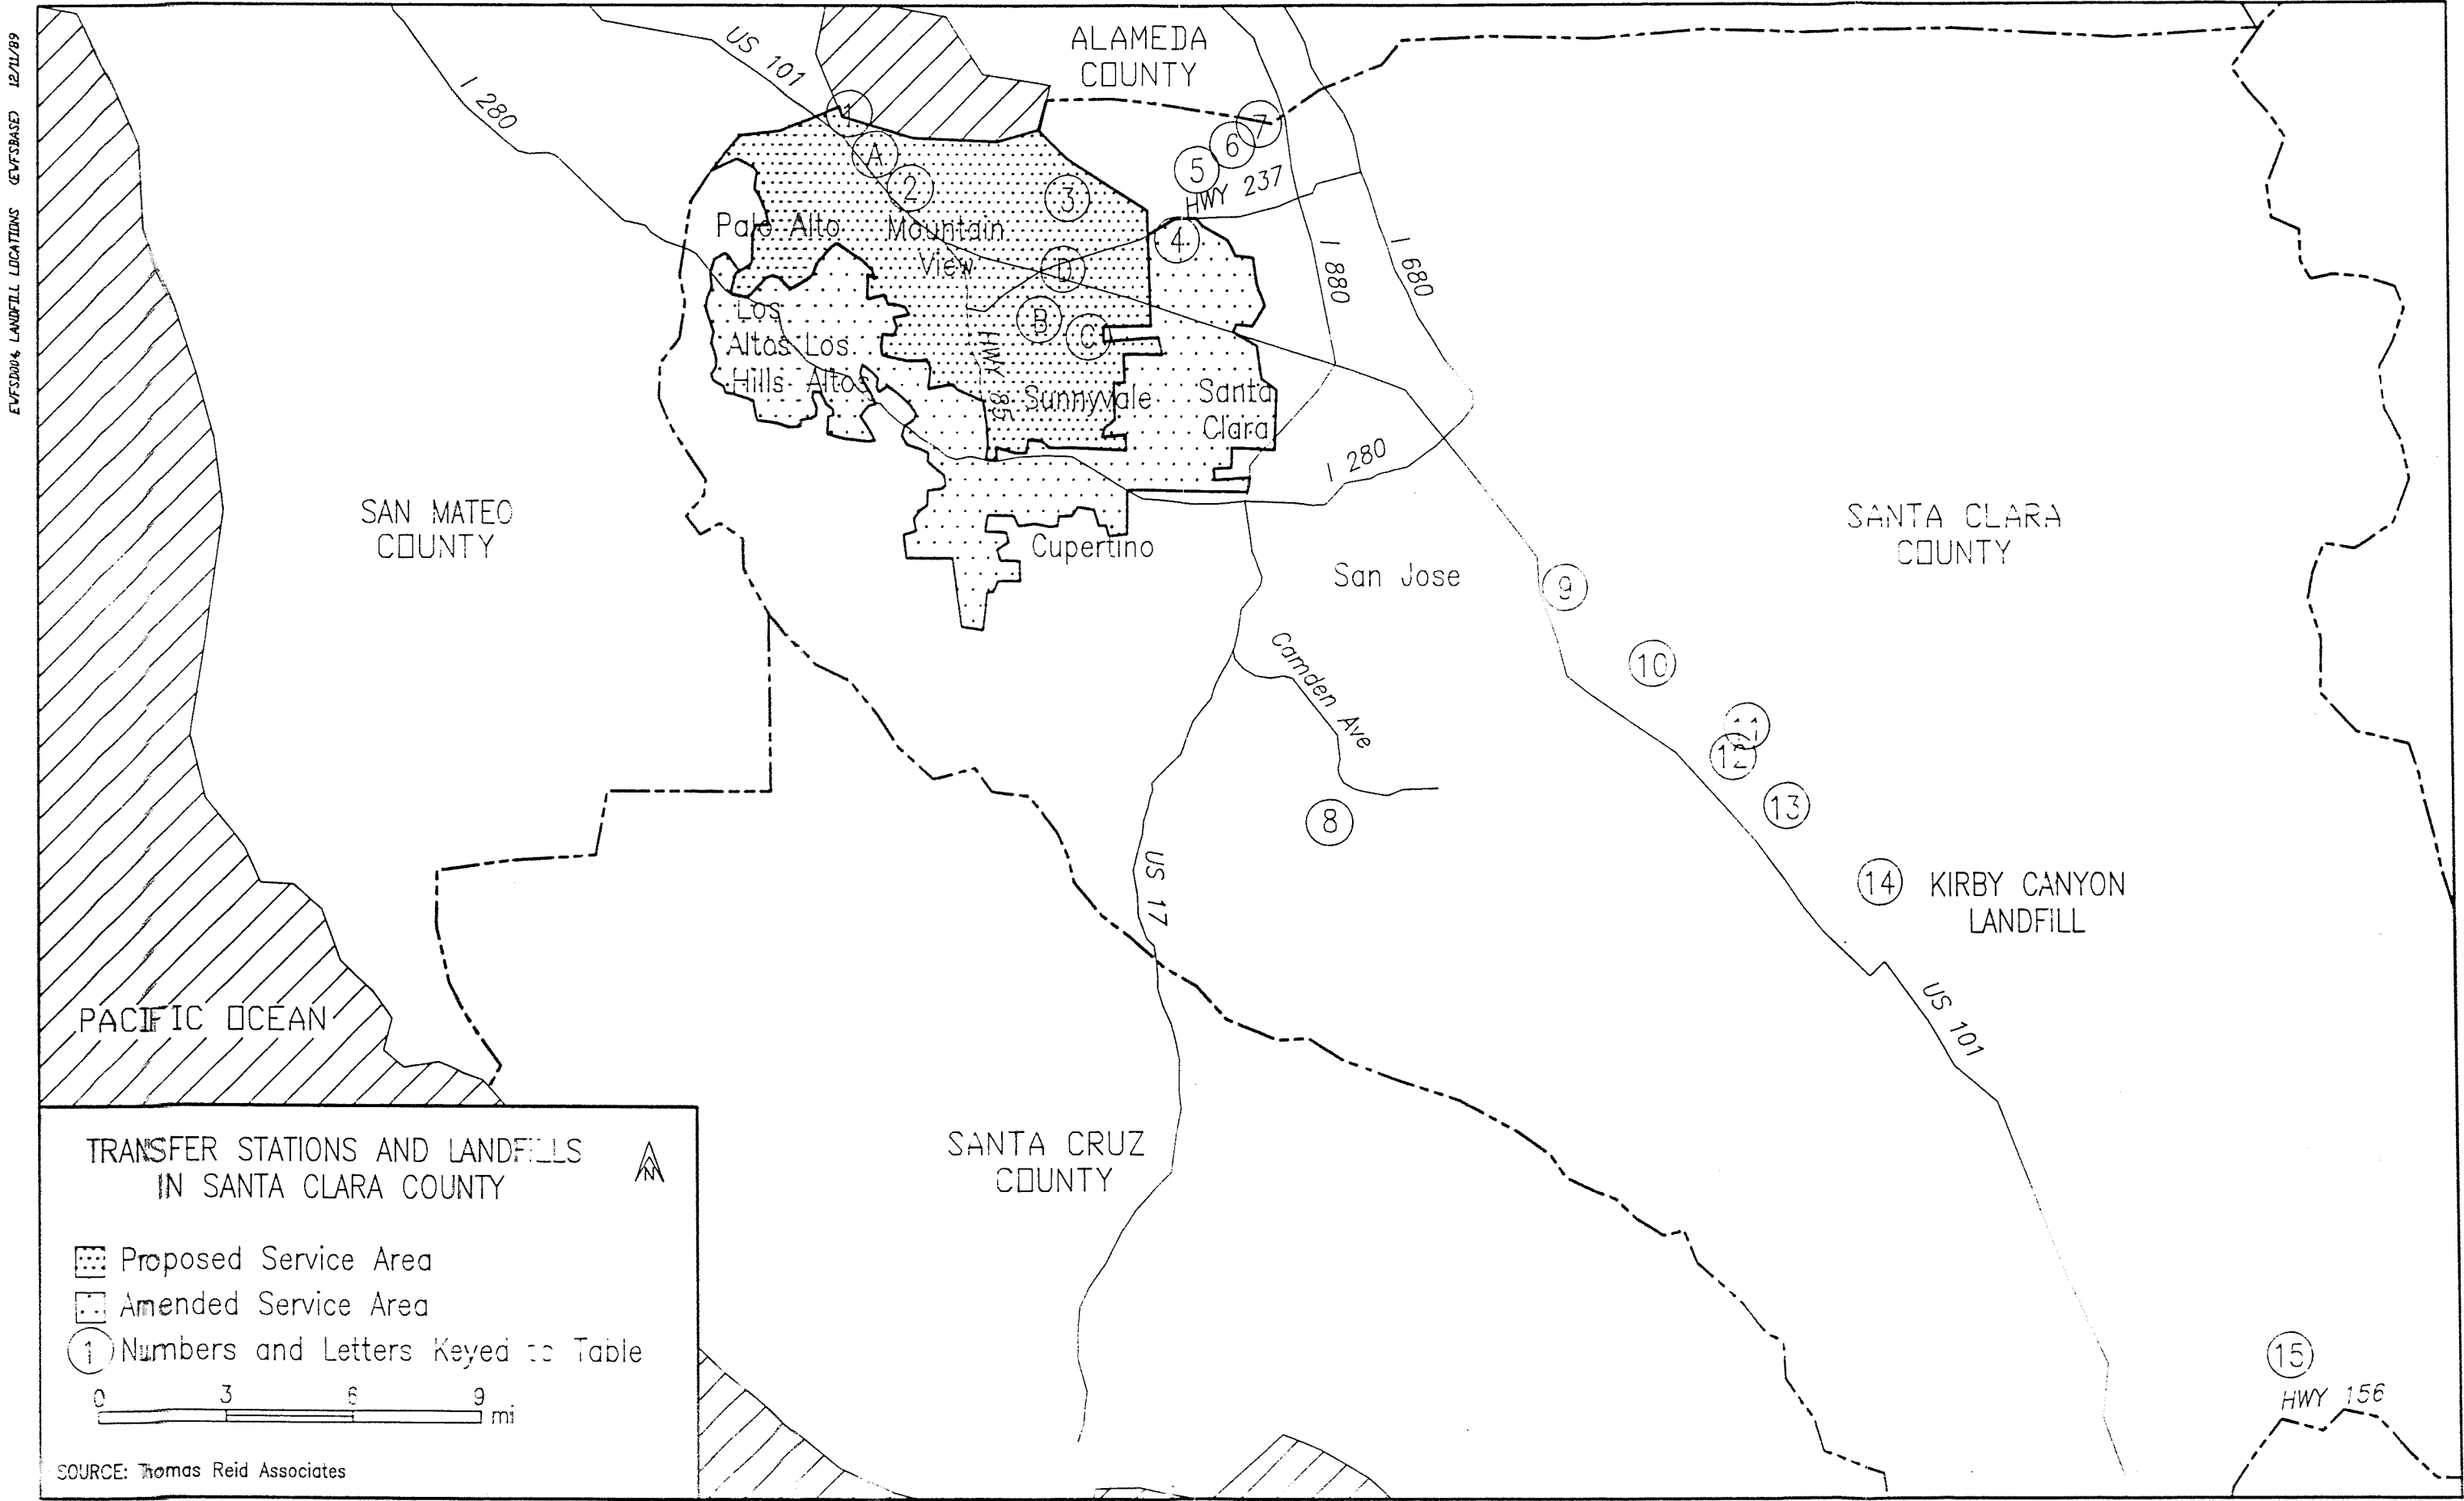 EVFSD004, LANDFILL LOCATIONS (EVFSBASE) 12/11/89
ALAMEDA
COUNTY
US 101
I 280
1
A
2
3
4
5
6
7
HWY 237
Palo Alto
Mountain
View
D
B
C
I 880
I 680
Los
Altos
Hills
Los
Altos
HWY 85
Sunnyvale
Santa
Clara
I 280
SAN MATEO
COUNTY
Cupertino
San Jose
SANTA CLARA
COUNTY
9
10
11
12
13
Camden Ave
8
14
KIRBY CANYON
LANDFILL
US 17
US 101
PACIFIC OCEAN
SANTA CRUZ
COUNTY
15
HWY 156
TRANSFER STATIONS AND LANDFILLS
IN SANTA CLARA COUNTY
N
Proposed Service Area
Amended Service Area
1 Numbers and Letters Keyed to Table
0 3 6 9 mi
SOURCE: Thomas Reid Associates